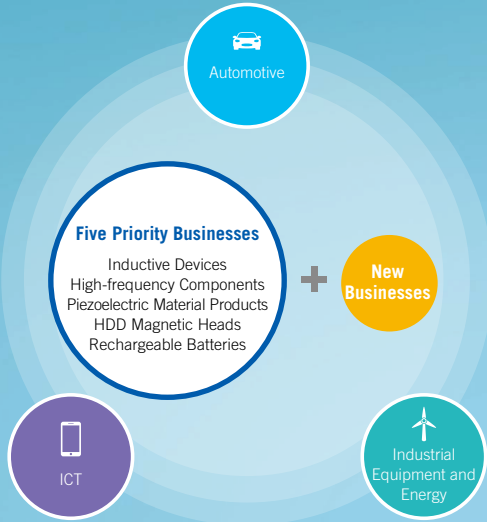 Automotive
Five Priority Businesses
Inductive Devices
High-frequency Components
Piezoelectric Material Products
HDD Magnetic Heads
Rechargeable Batteries
New
Businesses
ICT
Industrial
Equipment and
Energy